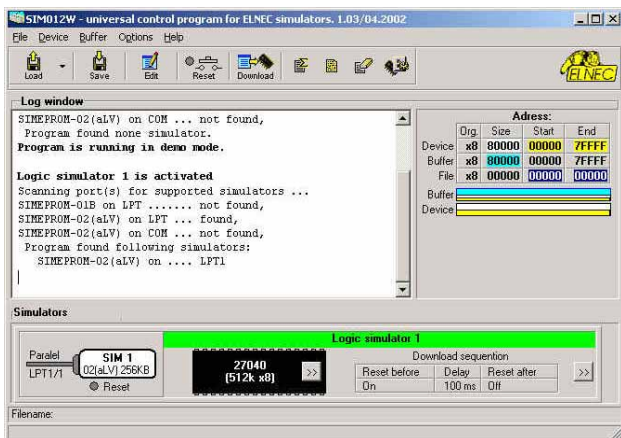 SIM012W - universal control program for ELNEC simulators. 1.03/04.2002
File Device Buffer Options Help
Load Save Edit Reset Download ELNEC
Log window
SIMEPROM-02(aLV) on COM ... not found,
Program found none simulator.
Program is running in demo mode.
Logic simulator 1 is activated
Scanning port(s) for supported simulators ...
SIMEPROM-01B on LPT ....... not found,
SIMEPROM-02(aLV) on LPT ... found,
SIMEPROM-02(aLV) on COM ... not found,
Program found following simulators:
SIMEPROM-02(aLV) on .... LPT1
Adress:
Org. Size Start End
Device x8 80000 00000 7FFFF
Buffer x8 80000 00000 7FFFF
File x8 00000 00000 00000
Buffer
Device
Simulators
Logic simulator 1
Paralel
LPT1/1
SIM 1
02(aLV) 256KB
Reset
27040
(512k x8)
>>
Download sequention
Reset before Delay Reset after
On 100 ms Off
>>
Filename: